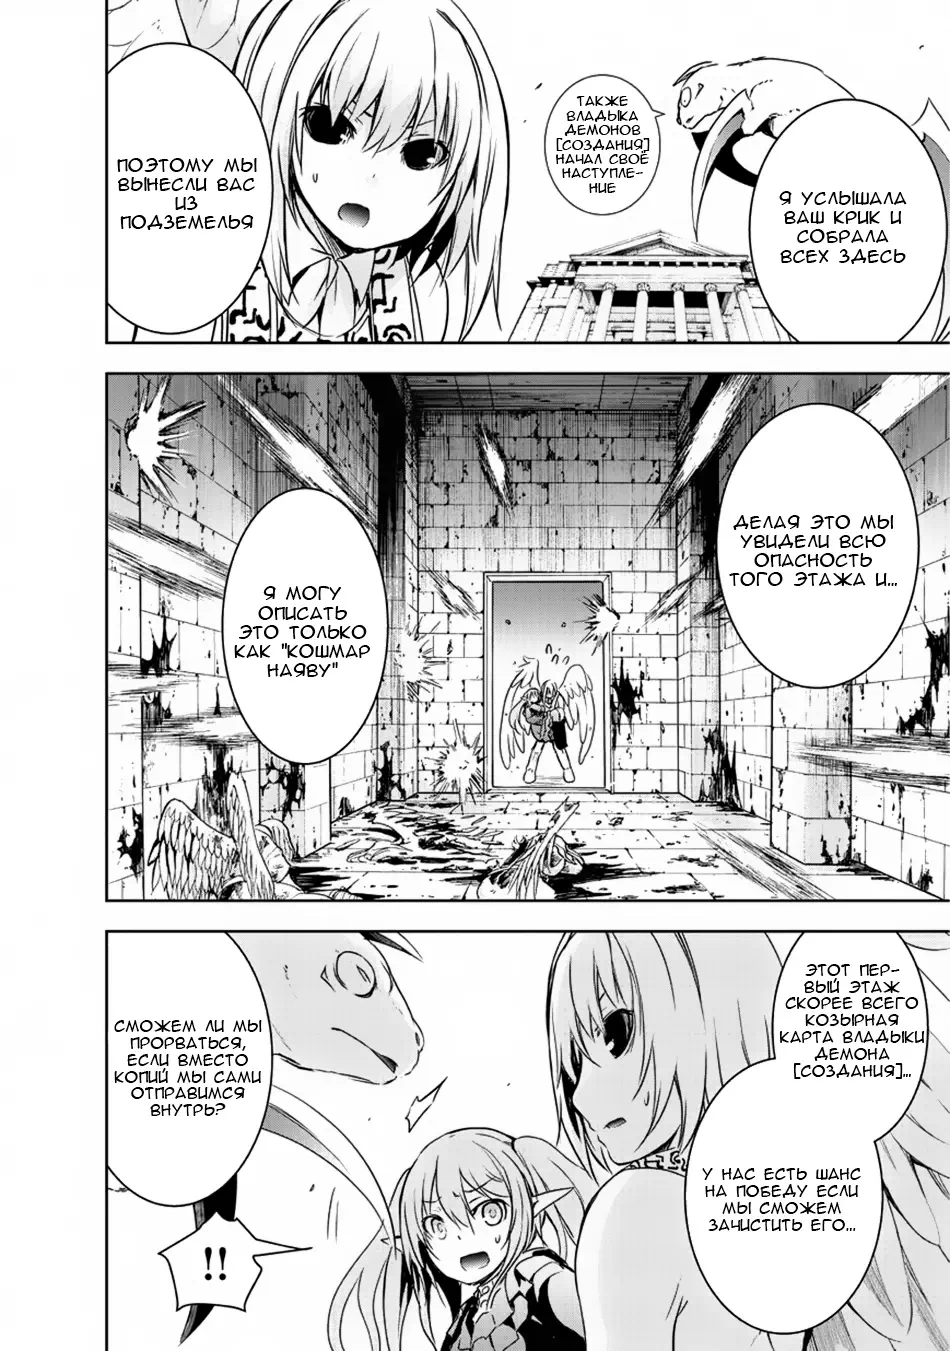 Я УСЛЫШАЛА
ВАШ КРИК И
СОБРАЛА
ВСЕХ ЗДЕСЬ
ТАКЖЕ
ВЛАДЫКА
ДЕМОНОВ
[СОЗДАНИЯ]
НАЧАЛ СВОЁ
НАСТУПЛЕ-
НИЕ
ПОЭТОМУ МЫ
ВЫНЕСЛИ ВАС
ИЗ
ПОДЗЕМЕЛЬЯ
ДЕЛАЯ ЭТО МЫ
УВИДЕЛИ ВСЮ
ОПАСНОСТЬ
ТОГО ЭТАЖА И...
Я МОГУ
ОПИСАТЬ
ЭТО ТОЛЬКО
КАК "КОШМАР
НАЯВУ"
ЭТОТ ПЕР-
ВЫЙ ЭТАЖ
СКОРЕЕ ВСЕГО
КОЗЫРНАЯ
КАРТА ВЛАДЫКИ
ДЕМОНА
[СОЗДАНИЯ]...
У НАС ЕСТЬ ШАНС
НА ПОБЕДУ ЕСЛИ
МЫ СМОЖЕМ
ЗАЧИСТИТЬ ЕГО...
СМОЖЕМ ЛИ МЫ
ПРОРВАТЬСЯ,
ЕСЛИ ВМЕСТО
КОПИЙ МЫ САМИ
ОТПРАВИМСЯ
ВНУТРЬ?
!!